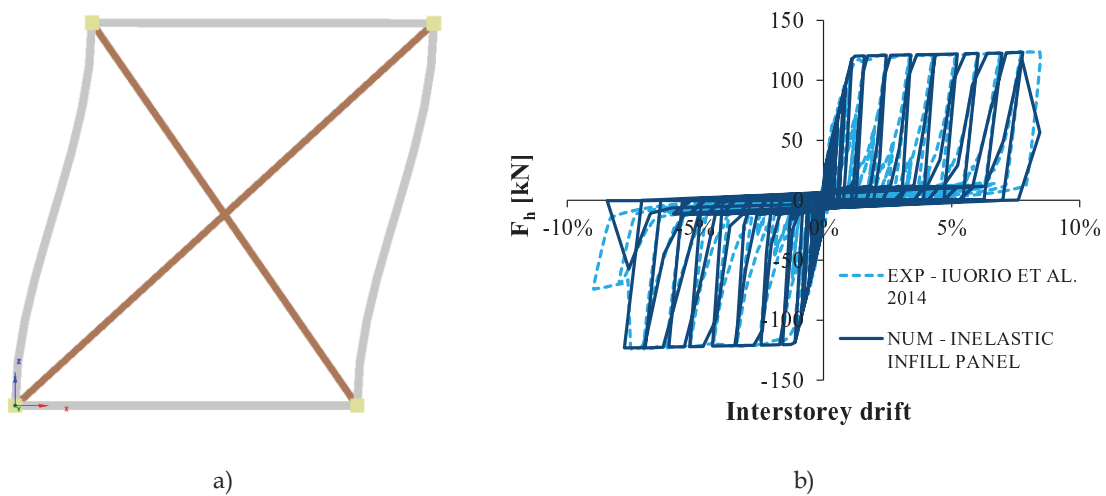 Z
Y
X
a)
150
100
50
0
-50
-100
-150
-10%
-5%
0%
5%
10%
F_h [kN]
Interstorey drift
EXP - IUORIO ET AL.
2014
NUM - INELASTIC
INFILL PANEL
b)